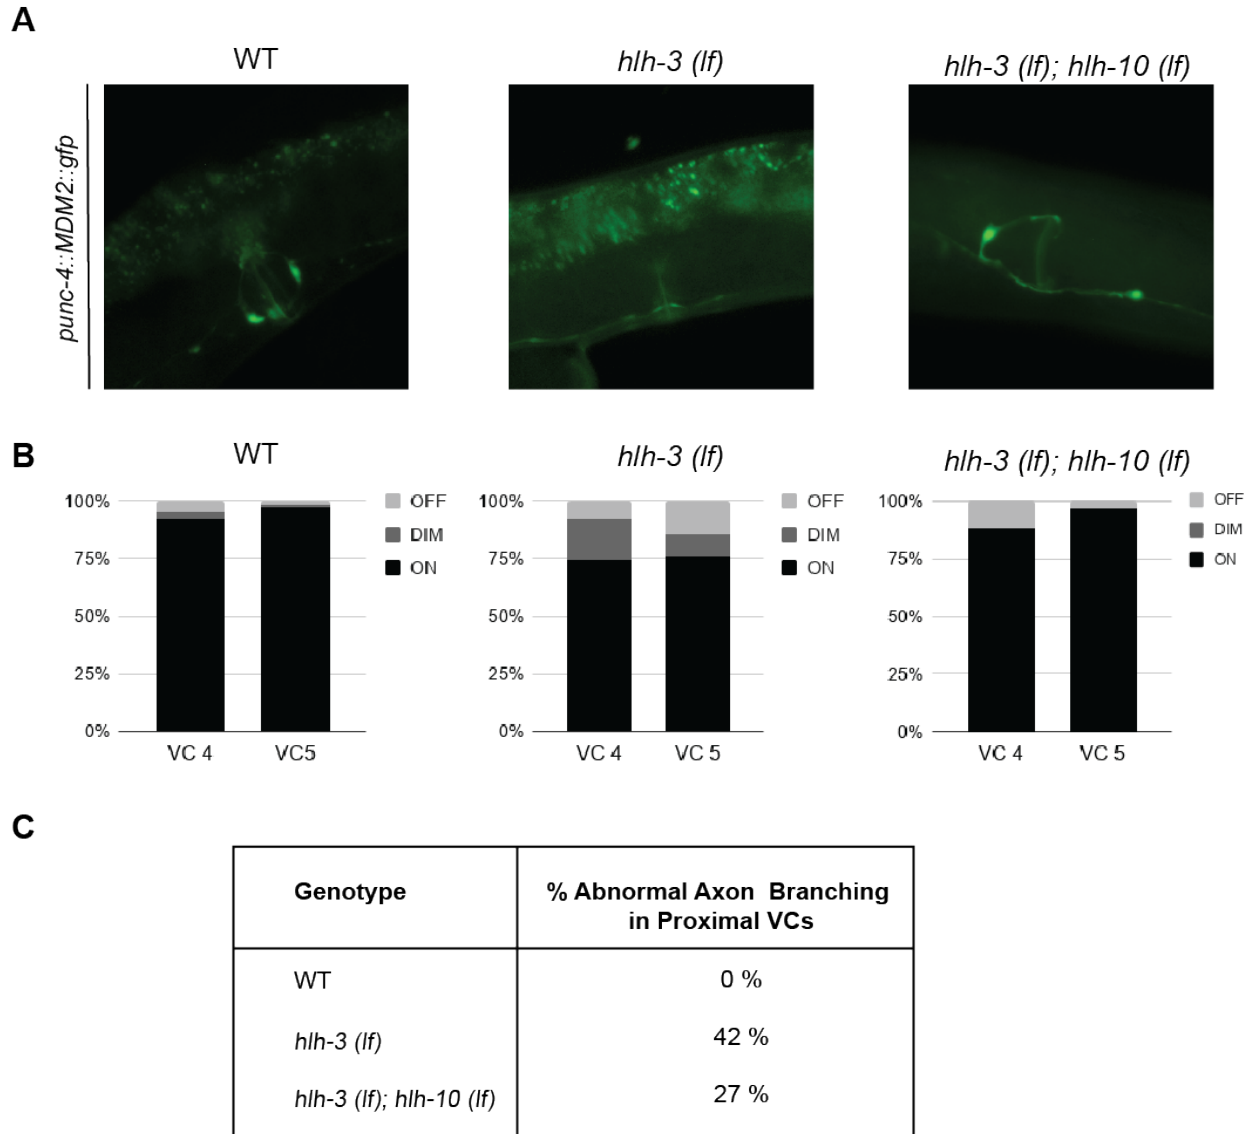 A
WT
hlh-3 (lf)
hlh-3 (lf); hlh-10 (lf)
punc-4::MDM2::gfp
B
WT
hlh-3 (lf)
hlh-3 (lf); hlh-10 (lf)
100%
75%
50%
25%
0%
VC 4 VC5
OFF
DIM
ON
100%
75%
50%
25%
0%
VC 4 VC 5
OFF
DIM
ON
100%
75%
50%
25%
0%
VC 4 VC 5
OFF
DIM
ON
C
Genotype
% Abnormal Axon Branching
in Proximal VCs
WT 0 %
hlh-3 (lf) 42 %
hlh-3 (lf); hlh-10 (lf) 27 %